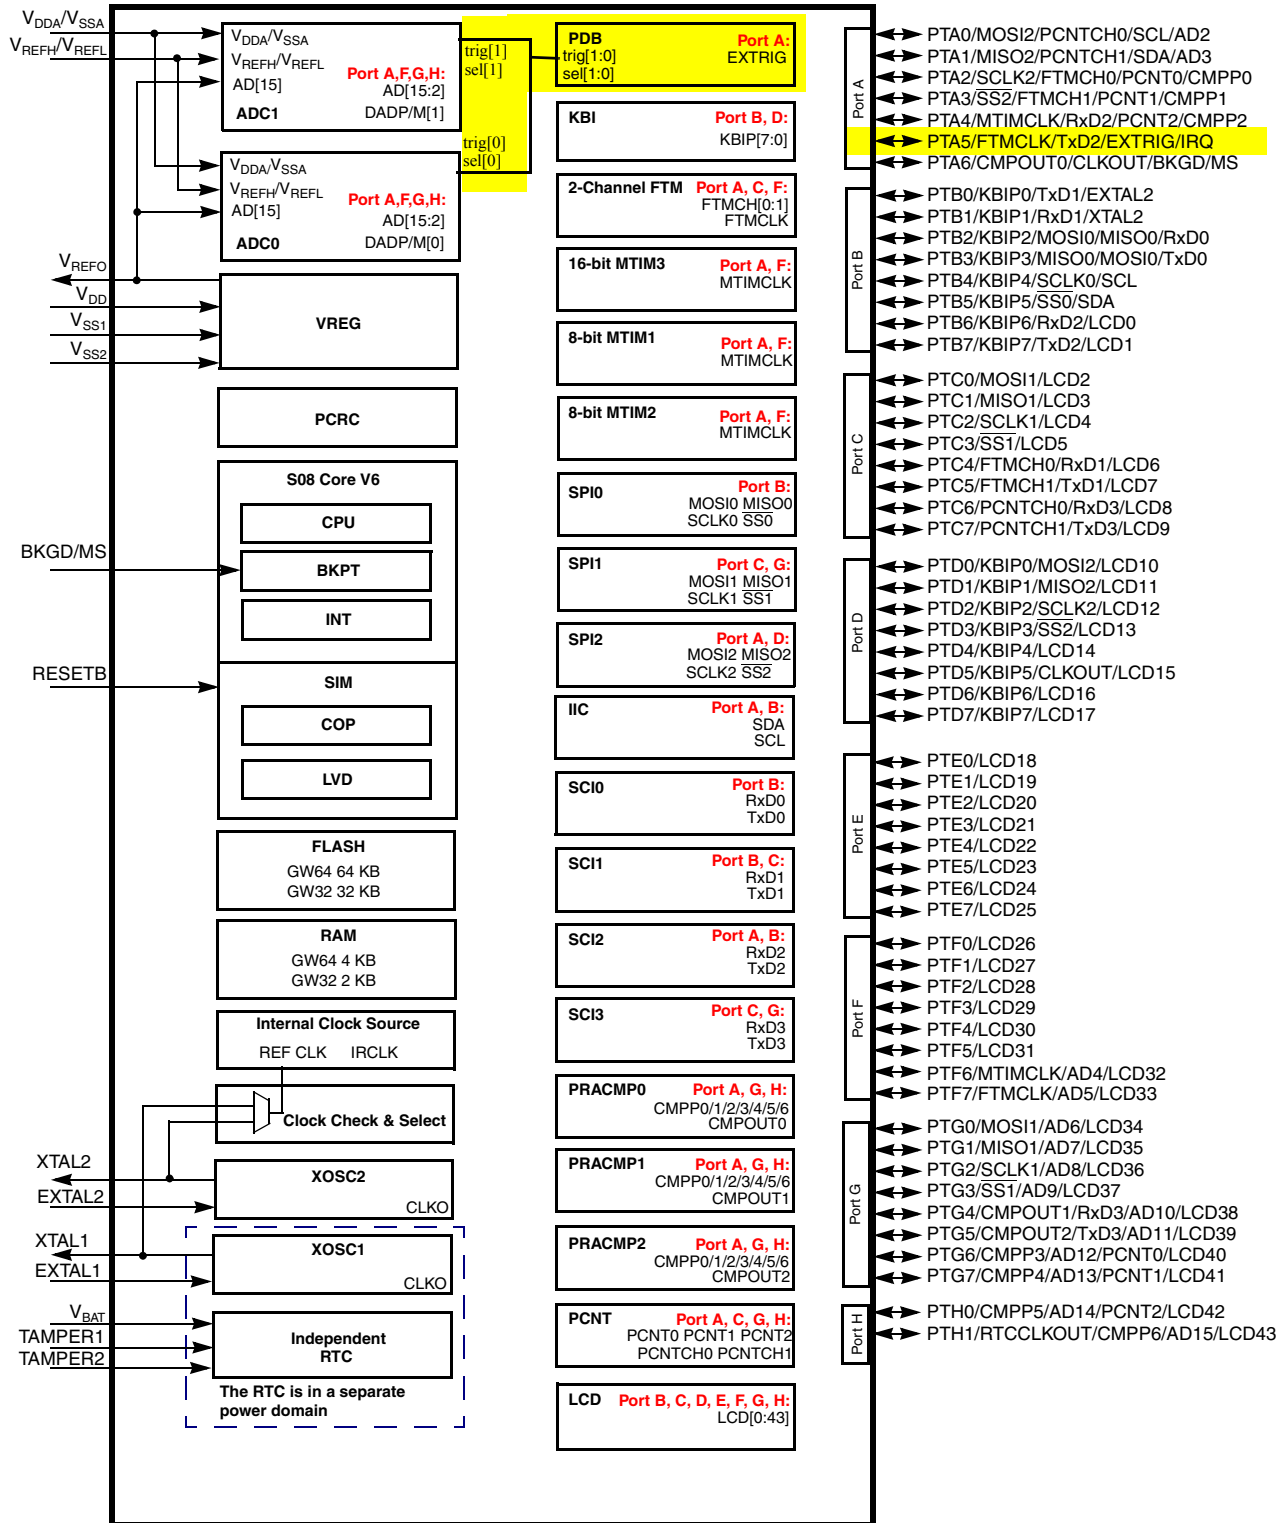 V_DDA/V_SSA
V_REFH/V_REFL
V_DDA/V_SSA
V_REFH/V_REFL
Port A,F,G,H:
AD[15]
AD[15:2]
ADC1
DADP/M[1]
trig[1]
sel[1]
trig[0]
sel[0]
V_DDA/V_SSA
V_REFH/V_REFL
Port A,F,G,H:
AD[15]
AD[15:2]
ADC0
DADP/M[0]
V_REFO
V_DD
V_SS1
V_SS2
VREG
PCRC
S08 Core V6
CPU
BKGD/MS
BKPT
INT
RESETB
SIM
COP
LVD
FLASH
GW64 64 KB
GW32 32 KB
RAM
GW64 4 KB
GW32 2 KB
Internal Clock Source
REF CLK IRCLK
Clock Check & Select
XTAL2
EXTAL2
XOSC2
CLKO
XTAL1
EXTAL1
XOSC1
CLKO
V_BAT
TAMPER1
TAMPER2
Independent
RTC
The RTC is in a separate
power domain
PDB Port A:
trig[1:0] EXTRIG
sel[1:0]
KBI Port B, D:
KBIP[7:0]
2-Channel FTM Port A, C, F:
FTMCH[0:1]
FTMCLK
16-bit MTIM3 Port A, F:
MTIMCLK
8-bit MTIM1 Port A, F:
MTIMCLK
8-bit MTIM2 Port A, F:
MTIMCLK
SPI0 Port B:
MOSI0 MISO0
SCLK0 SS0
SPI1 Port C, G:
MOSI1 MISO1
SCLK1 SS1
SPI2 Port A, D:
MOSI2 MISO2
SCLK2 SS2
IIC Port A, B:
SDA
SCL
SCI0 Port B:
RxD0
TxD0
SCI1 Port B, C:
RxD1
TxD1
SCI2 Port A, B:
RxD2
TxD2
SCI3 Port C, G:
RxD3
TxD3
PRACMP0 Port A, G, H:
CMPP0/1/2/3/4/5/6
CMPOUT0
PRACMP1 Port A, G, H:
CMPP0/1/2/3/4/5/6
CMPOUT1
PRACMP2 Port A, G, H:
CMPP0/1/2/3/4/5/6
CMPOUT2
PCNT Port A, C, G, H:
PCNT0 PCNT1 PCNT2
PCNTCH0 PCNTCH1
LCD Port B, C, D, E, F, G, H:
LCD[0:43]
Port A
PTA0/MOSI2/PCNTCH0/SCL/AD2
PTA1/MISO2/PCNTCH1/SDA/AD3
PTA2/SCLK2/FTMCH0/PCNT0/CMPP0
PTA3/SS2/FTMCH1/PCNT1/CMPP1
PTA4/MTIMCLK/RxD2/PCNT2/CMPP2
PTA5/FTMCLK/TxD2/EXTRIG/IRQ
PTA6/CMPOUT0/CLKOUT/BKGD/MS
Port B
PTB0/KBIP0/TxD1/EXTAL2
PTB1/KBIP1/RxD1/XTAL2
PTB2/KBIP2/MOSI0/MISO0/RxD0
PTB3/KBIP3/MISO0/MOSI0/TxD0
PTB4/KBIP4/SCLK0/SCL
PTB5/KBIP5/SS0/SDA
PTB6/KBIP6/RxD2/LCD0
PTB7/KBIP7/TxD2/LCD1
Port C
PTC0/MOSI1/LCD2
PTC1/MISO1/LCD3
PTC2/SCLK1/LCD4
PTC3/SS1/LCD5
PTC4/FTMCH0/RxD1/LCD6
PTC5/FTMCH1/TxD1/LCD7
PTC6/PCNTCH0/RxD3/LCD8
PTC7/PCNTCH1/TxD3/LCD9
Port D
PTD0/KBIP0/MOSI2/LCD10
PTD1/KBIP1/MISO2/LCD11
PTD2/KBIP2/SCLK2/LCD12
PTD3/KBIP3/SS2/LCD13
PTD4/KBIP4/LCD14
PTD5/KBIP5/CLKOUT/LCD15
PTD6/KBIP6/LCD16
PTD7/KBIP7/LCD17
Port E
PTE0/LCD18
PTE1/LCD19
PTE2/LCD20
PTE3/LCD21
PTE4/LCD22
PTE5/LCD23
PTE6/LCD24
PTE7/LCD25
Port F
PTF0/LCD26
PTF1/LCD27
PTF2/LCD28
PTF3/LCD29
PTF4/LCD30
PTF5/LCD31
PTF6/MTIMCLK/AD4/LCD32
PTF7/FTMCLK/AD5/LCD33
Port G
PTG0/MOSI1/AD6/LCD34
PTG1/MISO1/AD7/LCD35
PTG2/SCLK1/AD8/LCD36
PTG3/SS1/AD9/LCD37
PTG4/CMPOUT1/RxD3/AD10/LCD38
PTG5/CMPOUT2/TxD3/AD11/LCD39
PTG6/CMPP3/AD12/PCNT0/LCD40
PTG7/CMPP4/AD13/PCNT1/LCD41
Port H
PTH0/CMPP5/AD14/PCNT2/LCD42
PTH1/RTCCLKOUT/CMPP6/AD15/LCD43